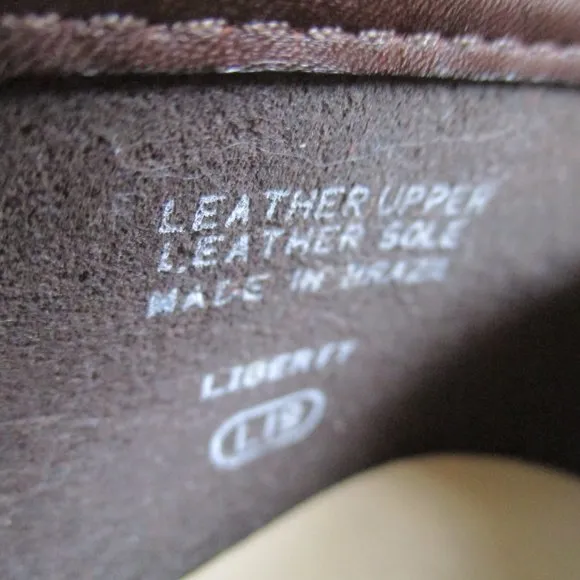 LEATHER UPPER
LEATHER SOLE
MADE IN BRAZIL
LIBERTY